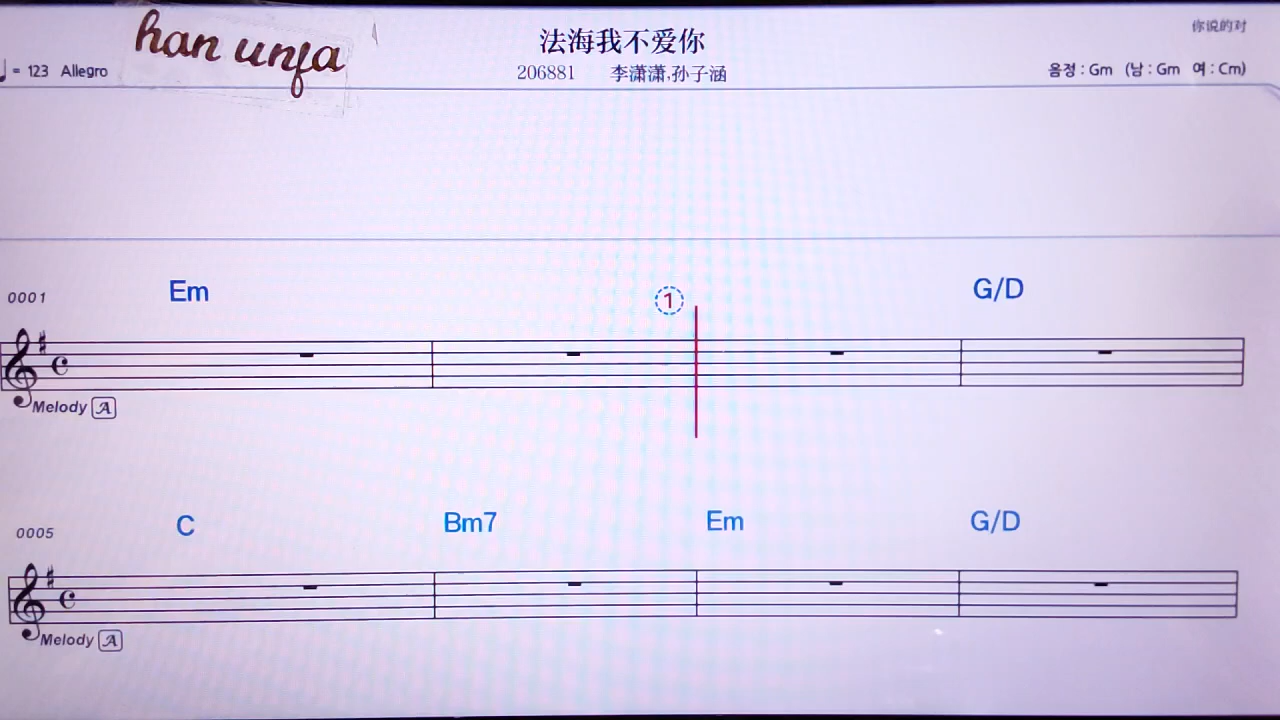 han unfa
法海我不爱你
你说的对
♩ = 123 Allegro
206881 李潇潇,孙子涵
음정 : Gm (남 : Gm 여 : Cm)
0001 Em ① G/D
Melody A
0005 C Bm7 Em G/D
Melody A